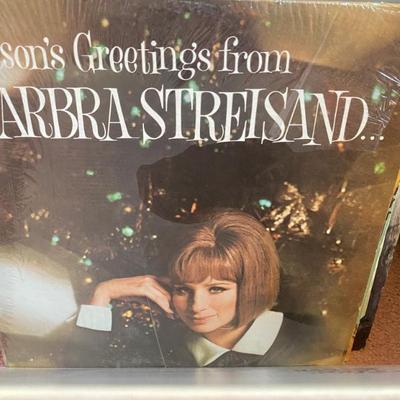 son's Greetings from
ARBRA STREISAND...